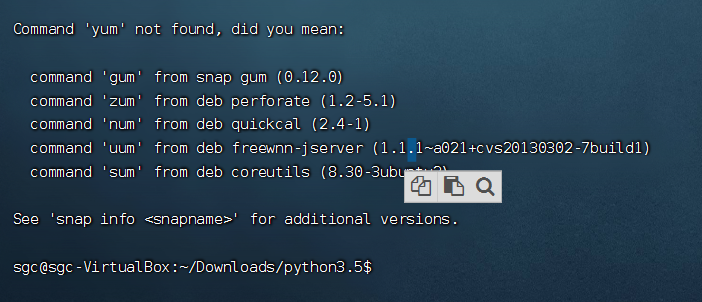 Command 'yum' not found, did you mean:
command 'gum' from snap gum (0.12.0)
command 'zum' from deb perforate (1.2-5.1)
command 'num' from deb quickcal (2.4-1)
command 'uum' from deb freewnn-jserver (1.1.1~a021+cvs20130302-7build1)
command 'sum' from deb coreutils (8.30-3ubuntu2)
See 'snap info <snapname>' for additional versions.
sgc@sgc-VirtualBox:~/Downloads/python3.5$